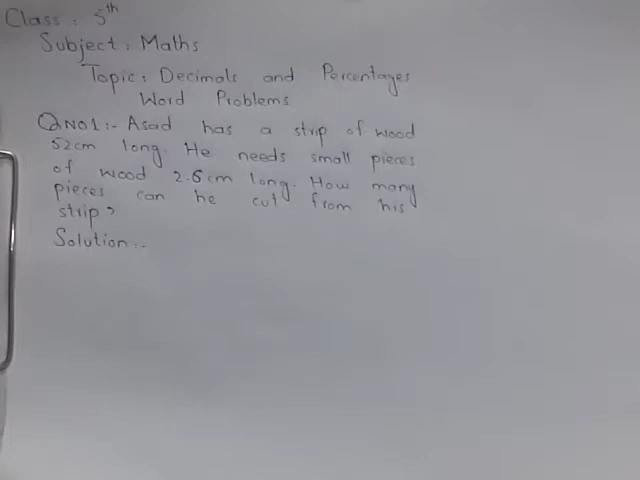 Class: 5th
Subject: Maths
Topic: Decimals and Percentages
Word Problems
QNO1:- Asad has a strip of wood
52cm long. He needs small pieces
of wood 2.6cm long. How many
pieces can he cut from his
strip?
Solution:-